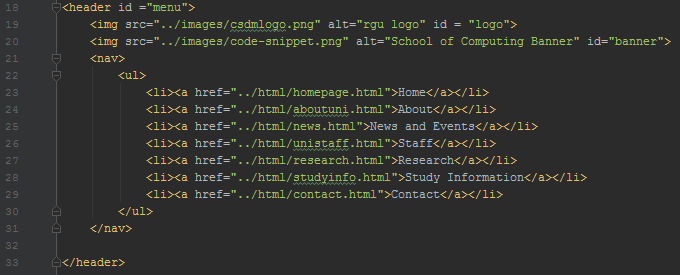 18 <header id ="menu">
19     <img src="../images/csdmlogo.png" alt="rgu logo" id = "logo">
20     <img src="../images/code-snippet.png" alt="School of Computing Banner" id="banner">
21     <nav>
22         <ul>
23             <li><a href="../html/homepage.html">Home</a></li>
24             <li><a href="../html/aboutuni.html">About</a></li>
25             <li><a href="../html/news.html">News and Events</a></li>
26             <li><a href="../html/unistaff.html">Staff</a></li>
27             <li><a href="../html/research.html">Research</a></li>
28             <li><a href="../html/studyinfo.html">Study Information</a></li>
29             <li><a href="../html/contact.html">Contact</a></li>
30         </ul>
31     </nav>
32
33 </header>